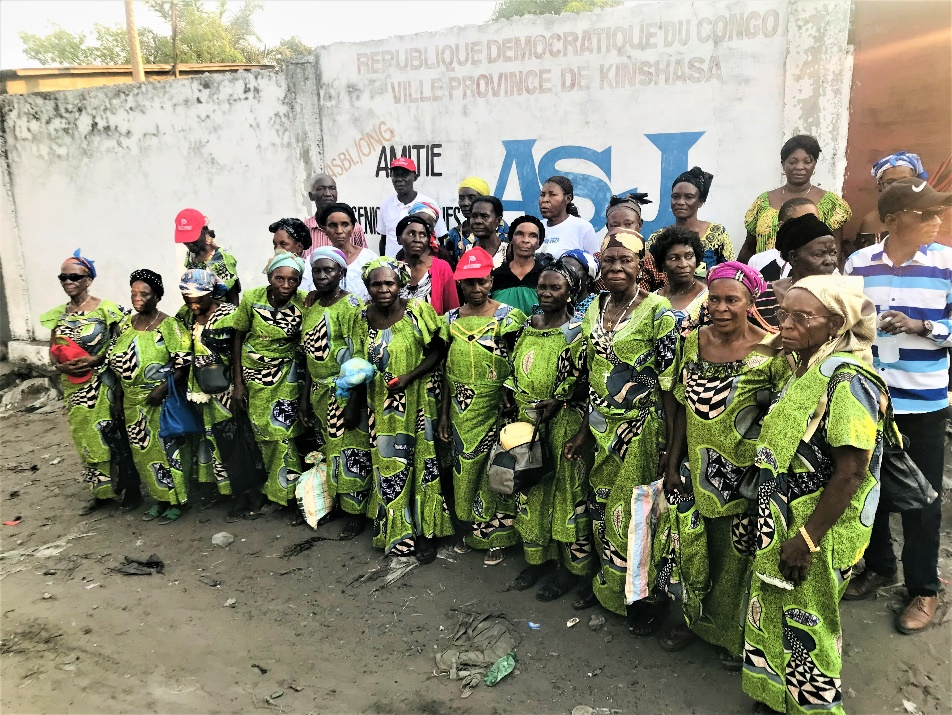 REPUBLIQUE DEMOCRATIQUE DU CONGO
VILLE PROVINCE DE KINSHASA
ASBL/ONG
AMITIE
ASJ